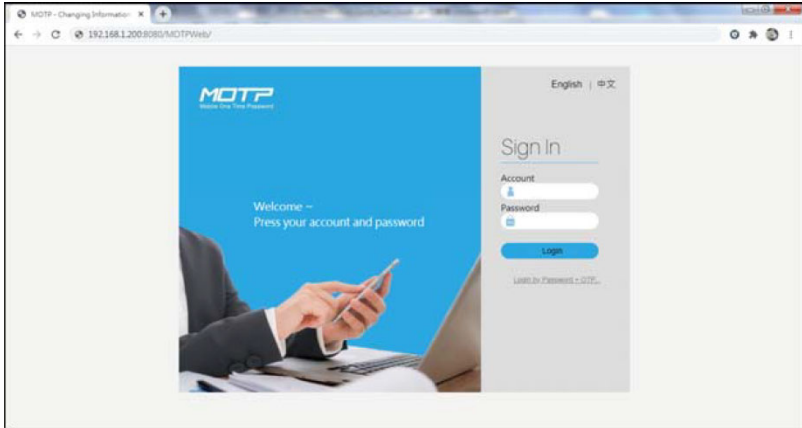 MOTP - Changing Information
192.168.1.200:8080/MOTPWeb/
MOTP
Mobile One Time Password
English | 中文
Sign In
Account
Password
Welcome ~
Press your account and password
Login
Login by Password + OTP...